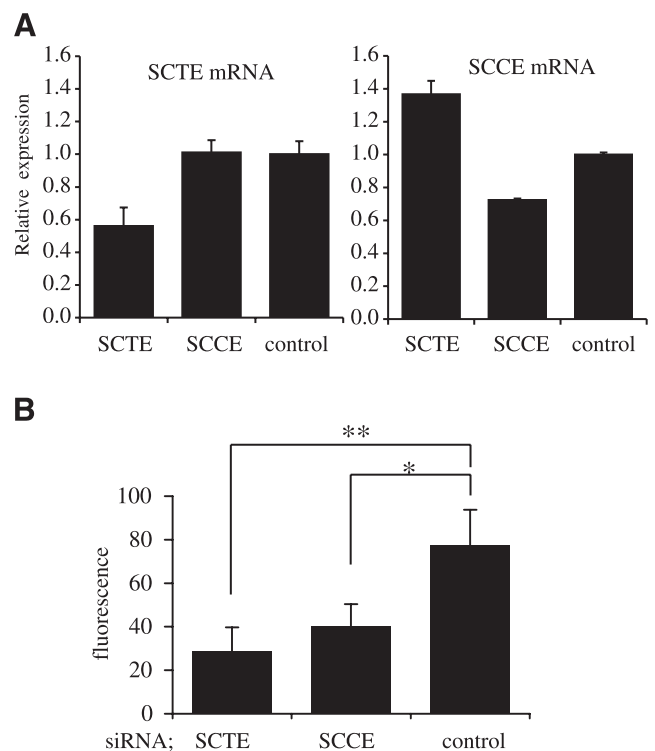 A
SCTE mRNA
Relative expression
1.6
1.4
1.2
1.0
0.8
0.6
0.4
0.2
0.0
SCTE SCCE control
SCCE mRNA
1.6
1.4
1.2
1.0
0.8
0.6
0.4
0.2
0.0
SCTE SCCE control
B
**
*
fluorescence
100
80
60
40
20
0
siRNA; SCTE SCCE control